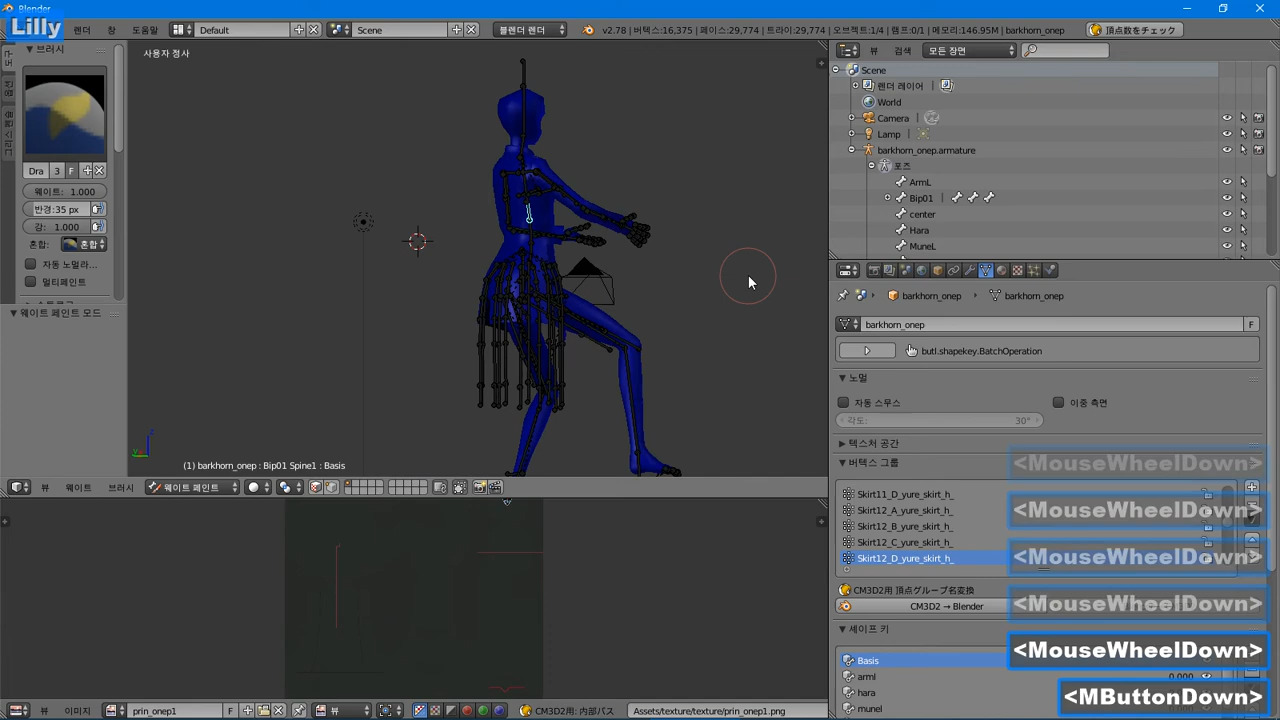 Blender
Lilly
렌더 창 도움말 Default Scene 블렌더 렌더 v2.78 | 버텍스:16,375 | 페이스:29,774 | 트라이:29,774 | 오브젝트:1/4 | 램프:0/1 | 메모리:146.95M | barkhorn_onep 頂点数をチェック
브러시
사용자 정사
뷰 검색 모든 장면
Scene
렌더 레이어
World
Camera
Lamp
barkhorn_onep.armature
포즈
ArmL
Bip01
center
Hara
MuneL
Dra 3 F
웨이트: 1.000
반경:35 px
강: 1.000
혼합: 혼합
자동 노멀라...
멀티페인트
웨이트 페인트 모드
barkhorn_onep barkhorn_onep
barkhorn_onep F
butl.shapekey.BatchOperation
노멀
자동 스무스 이중 측면
각도: 30°
텍스처 공간
버텍스 그룹
(1) barkhorn_onep : Bip01 Spine1 : Basis
뷰 웨이트 브러시 웨이트 페인트
Skirt11_D_yure_skirt_h_
Skirt12_A_yure_skirt_h_
Skirt12_B_yure_skirt_h_
Skirt12_C_yure_skirt_h_
Skirt12_D_yure_skirt_h_
CM3D2用 頂点グループ名変換
CM3D2 → Blender
셰이프 키
Basis
arml 0.000
hara
munel
<MouseWheelDown>
<MouseWheelDown>
<MouseWheelDown>
<MouseWheelDown>
<MouseWheelDown>
<MButtonDown>
뷰 이미지 prin_onep1 F 뷰 CM3D2用: 内部パス Assets/texture/texture/prin_onep1.png